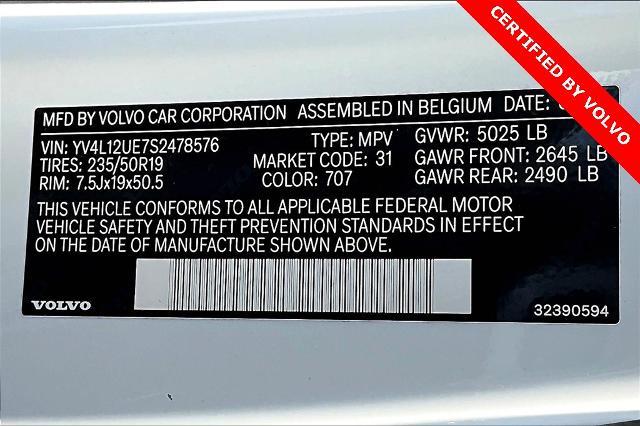 CERTIFIED BY VOLVO
MFD BY VOLVO CAR CORPORATION ASSEMBLED IN BELGIUM DATE:
VIN: YV4L12UE7S2478576 TYPE: MPV GVWR: 5025 LB
TIRES: 235/50R19 MARKET CODE: 31 GAWR FRONT: 2645 LB
RIM: 7.5Jx19x50.5 COLOR: 707 GAWR REAR: 2490 LB
THIS VEHICLE CONFORMS TO ALL APPLICABLE FEDERAL MOTOR
VEHICLE SAFETY AND THEFT PREVENTION STANDARDS IN EFFECT
ON THE DATE OF MANUFACTURE SHOWN ABOVE.
VOLVO
32390594